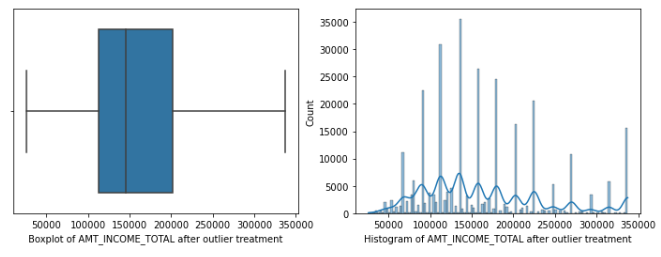 50000 100000 150000 200000 250000 300000 350000
Boxplot of AMT_INCOME_TOTAL after outlier treatment
Count
35000
30000
25000
20000
15000
10000
5000
0
50000 100000 150000 200000 250000 300000 350000
Histogram of AMT_INCOME_TOTAL after outlier treatment